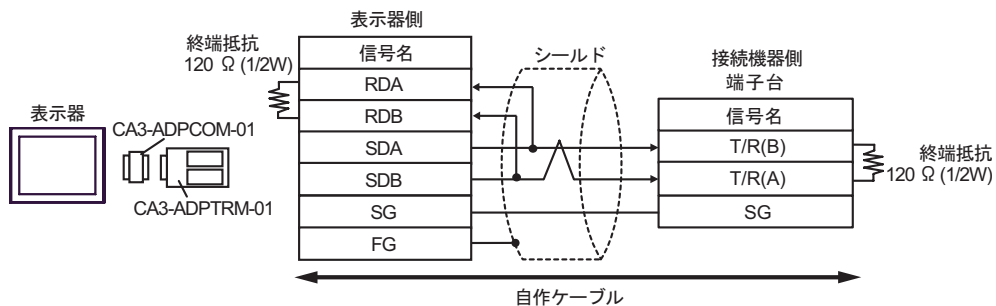 表示器
CA3-ADPCOM-01
CA3-ADPTRM-01
終端抵抗
120 Ω (1/2W)
表示器側
信号名
RDA
RDB
SDA
SDB
SG
FG
シールド
接続機器側
端子台
信号名
T/R(B)
T/R(A)
SG
終端抵抗
120 Ω (1/2W)
自作ケーブル